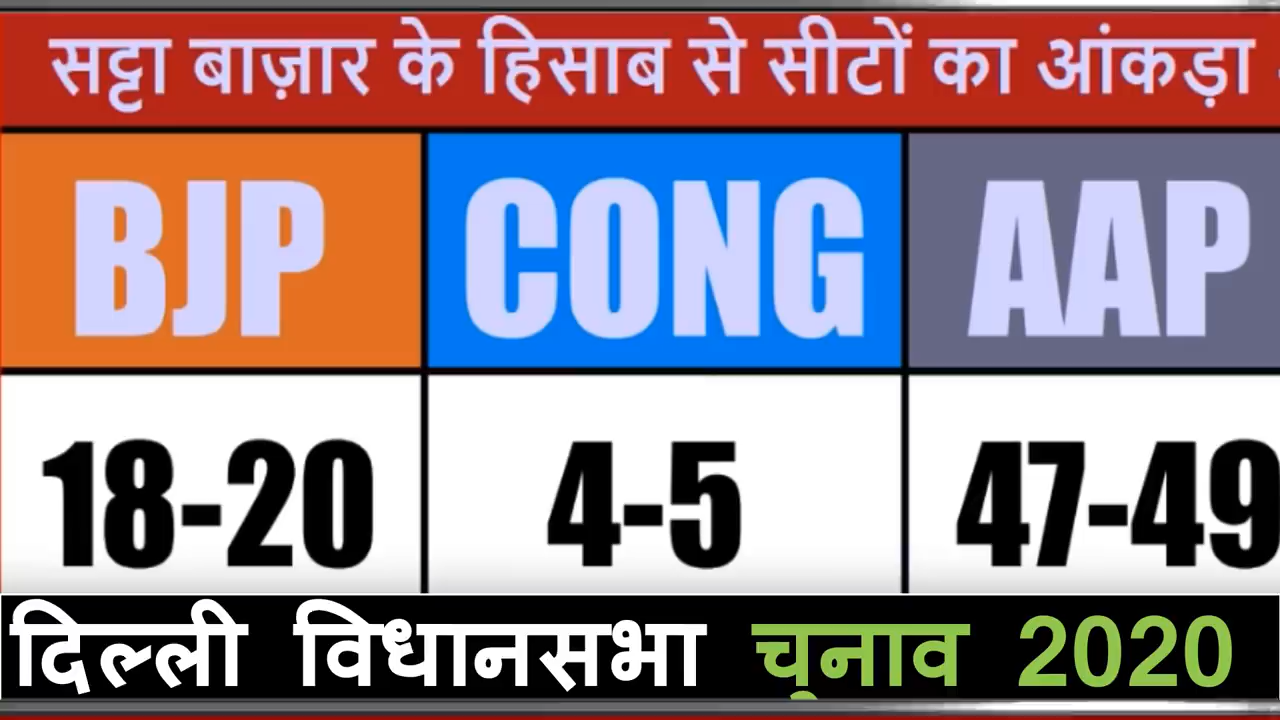 सट्टा बाज़ार के हिसाब से सीटों का आंकड़ा
BJP CONG AAP
18-20 4-5 47-49
दिल्ली विधानसभा चुनाव 2020